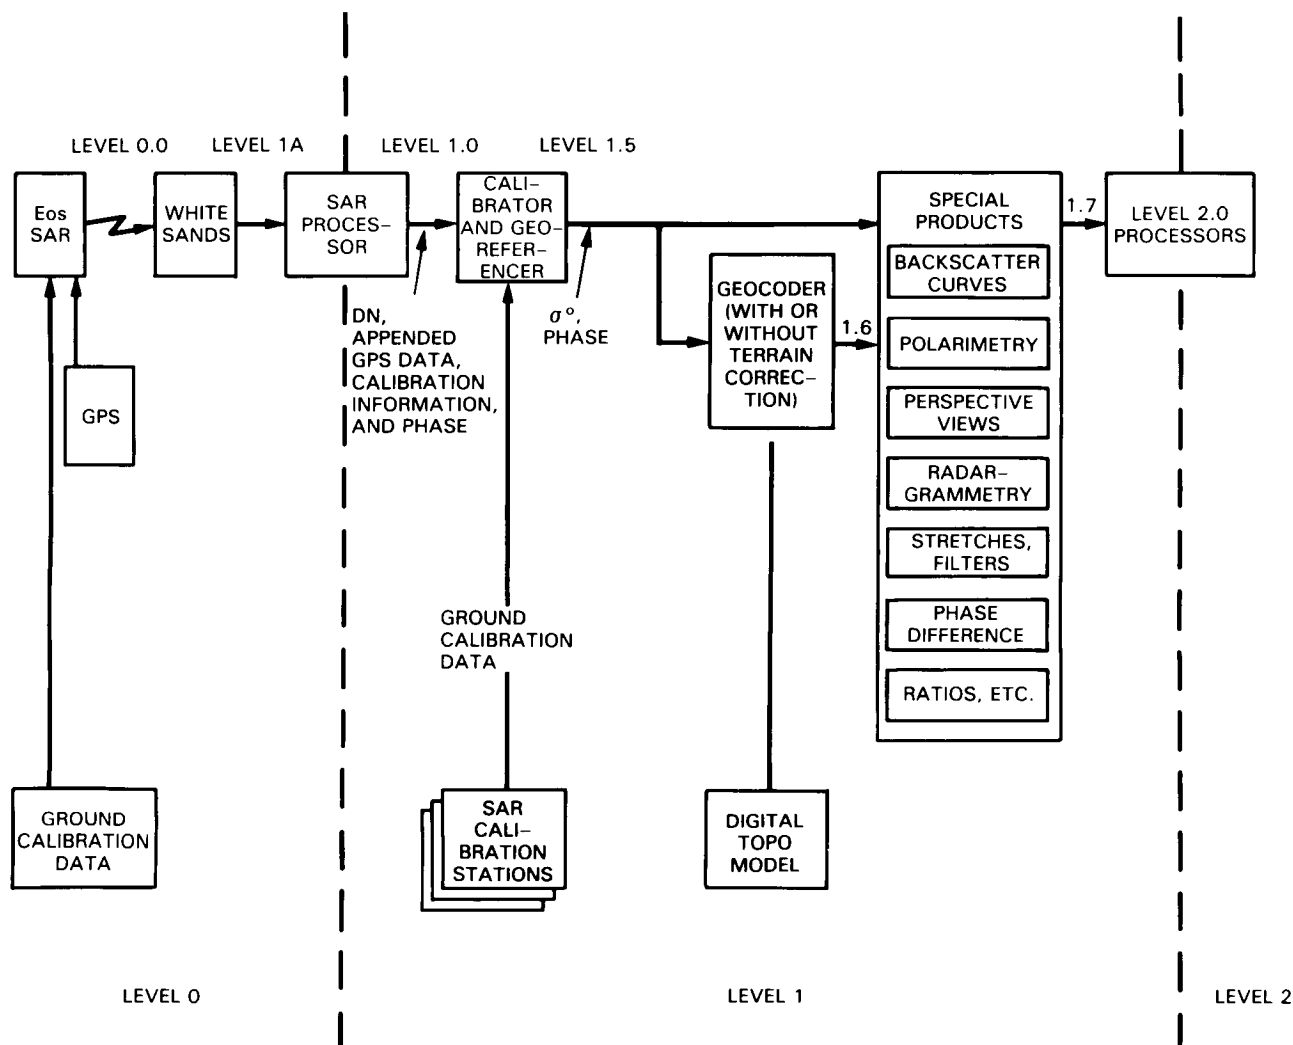 LEVEL 0.0
LEVEL 1A
LEVEL 1.0
LEVEL 1.5
Eos
SAR
WHITE
SANDS
SAR
PROCES–
SOR
CALI–
BRATOR
AND GEO–
REFER–
ENCER
SPECIAL
PRODUCTS
1.7
LEVEL 2.0
PROCESSORS
BACKSCATTER
CURVES
POLARIMETRY
PERSPECTIVE
VIEWS
RADAR–
GRAMMETRY
STRETCHES,
FILTERS
PHASE
DIFFERENCE
RATIOS, ETC.
GEOCODER
(WITH OR
WITHOUT
TERRAIN
CORREC–
TION)
1.6
DN,
APPENDED
GPS DATA,
CALIBRATION
INFORMATION,
AND PHASE
σ°,
PHASE
GPS
GROUND
CALIBRATION
DATA
GROUND
CALIBRATION
DATA
SAR
CALI–
BRATION
STATIONS
DIGITAL
TOPO
MODEL
LEVEL 0
LEVEL 1
LEVEL 2